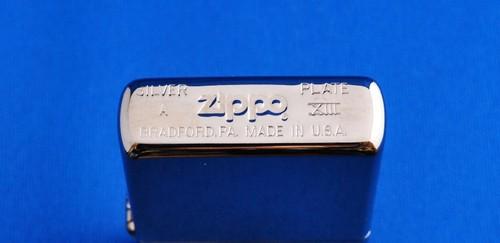 SILVER PLATE
A Zippo XIII
BRADFORD,PA. MADE IN U.S.A.